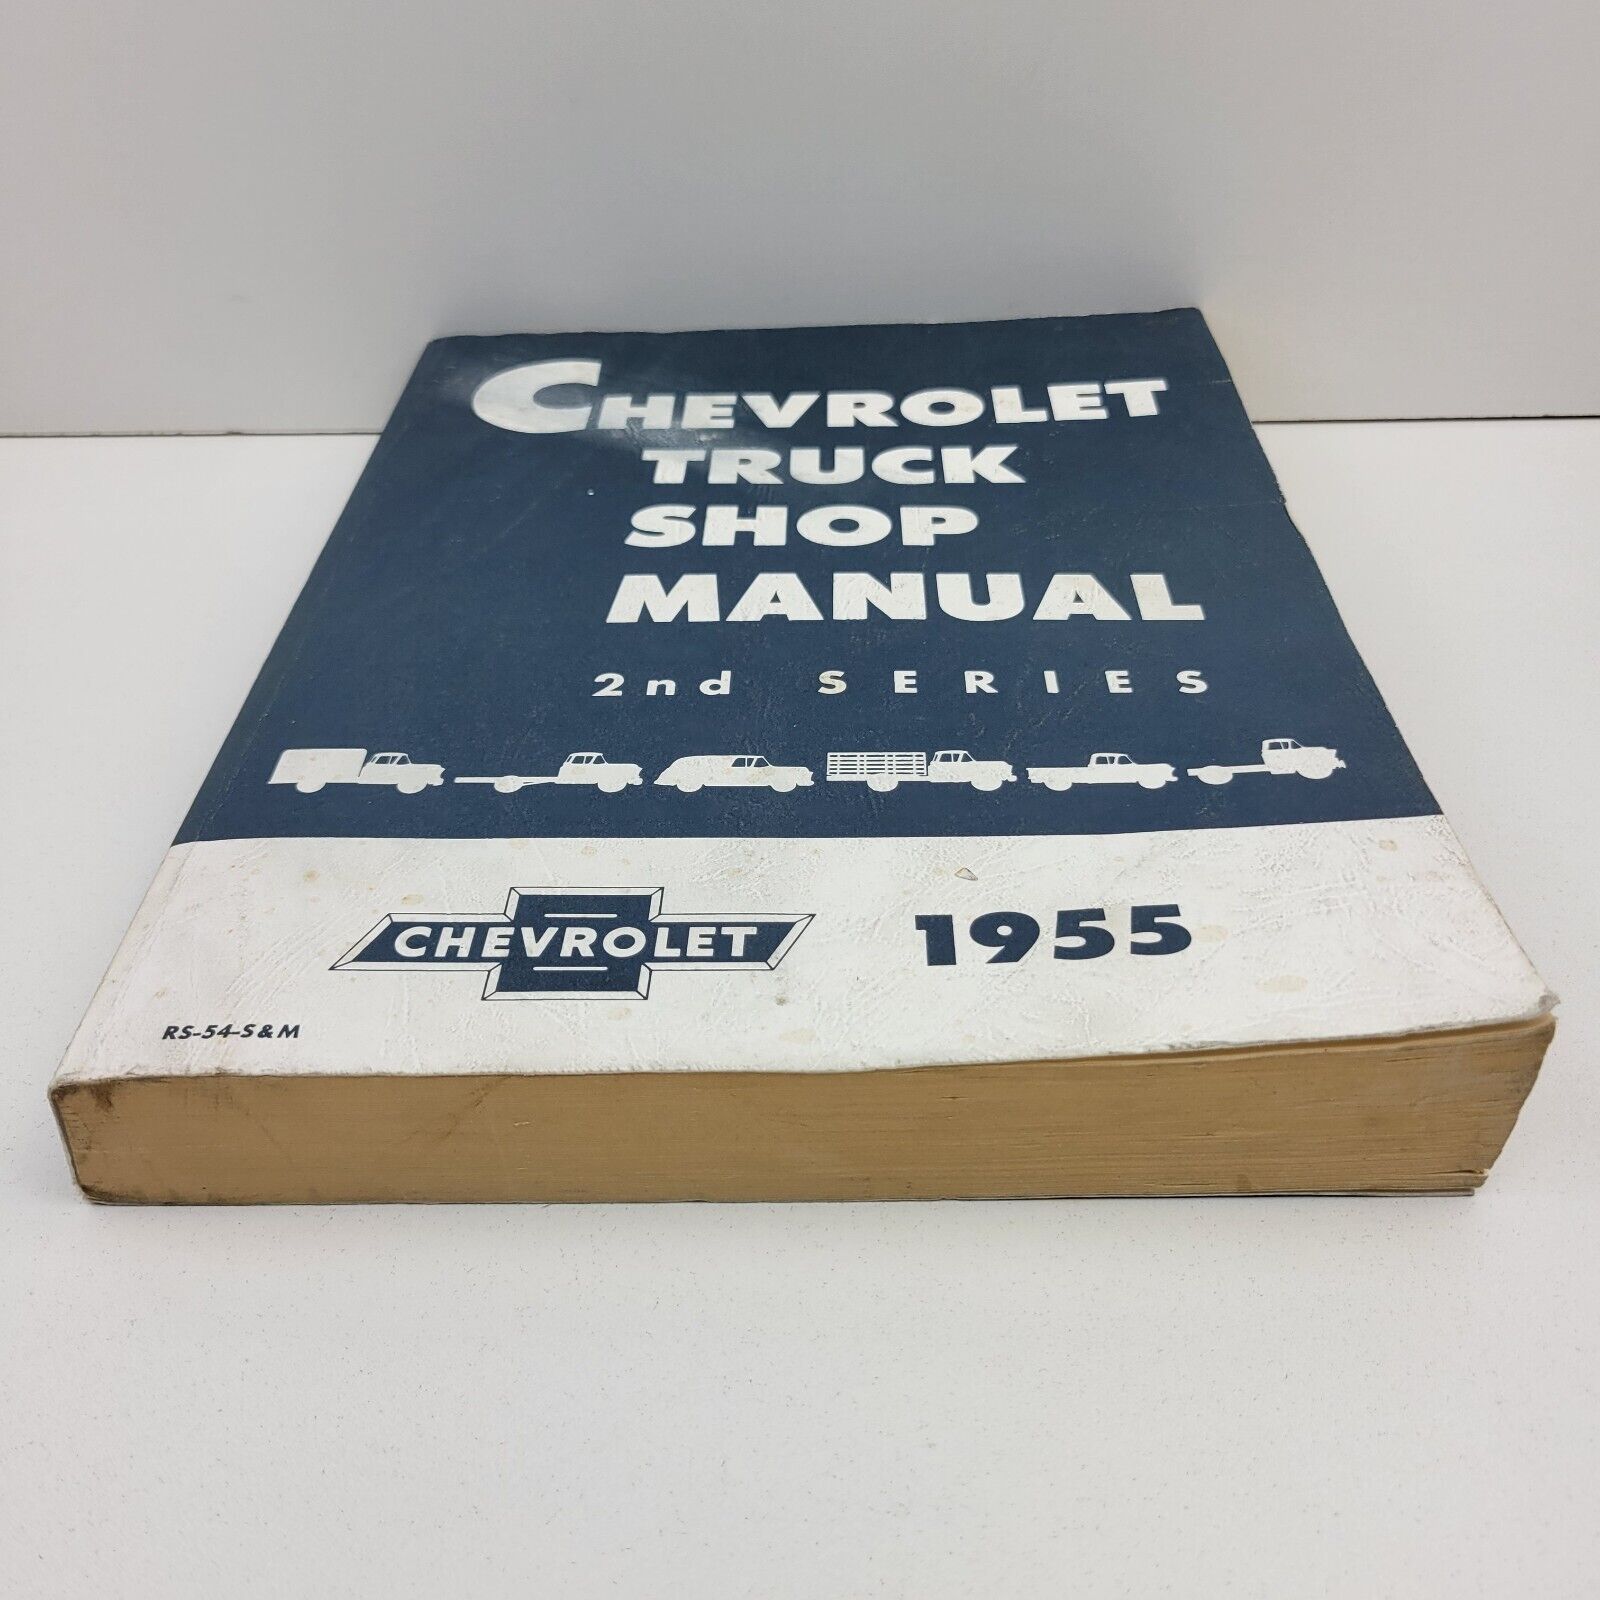 CHEVROLET
TRUCK
SHOP
MANUAL
2nd SERIES
CHEVROLET
1955
RS-54-S&M